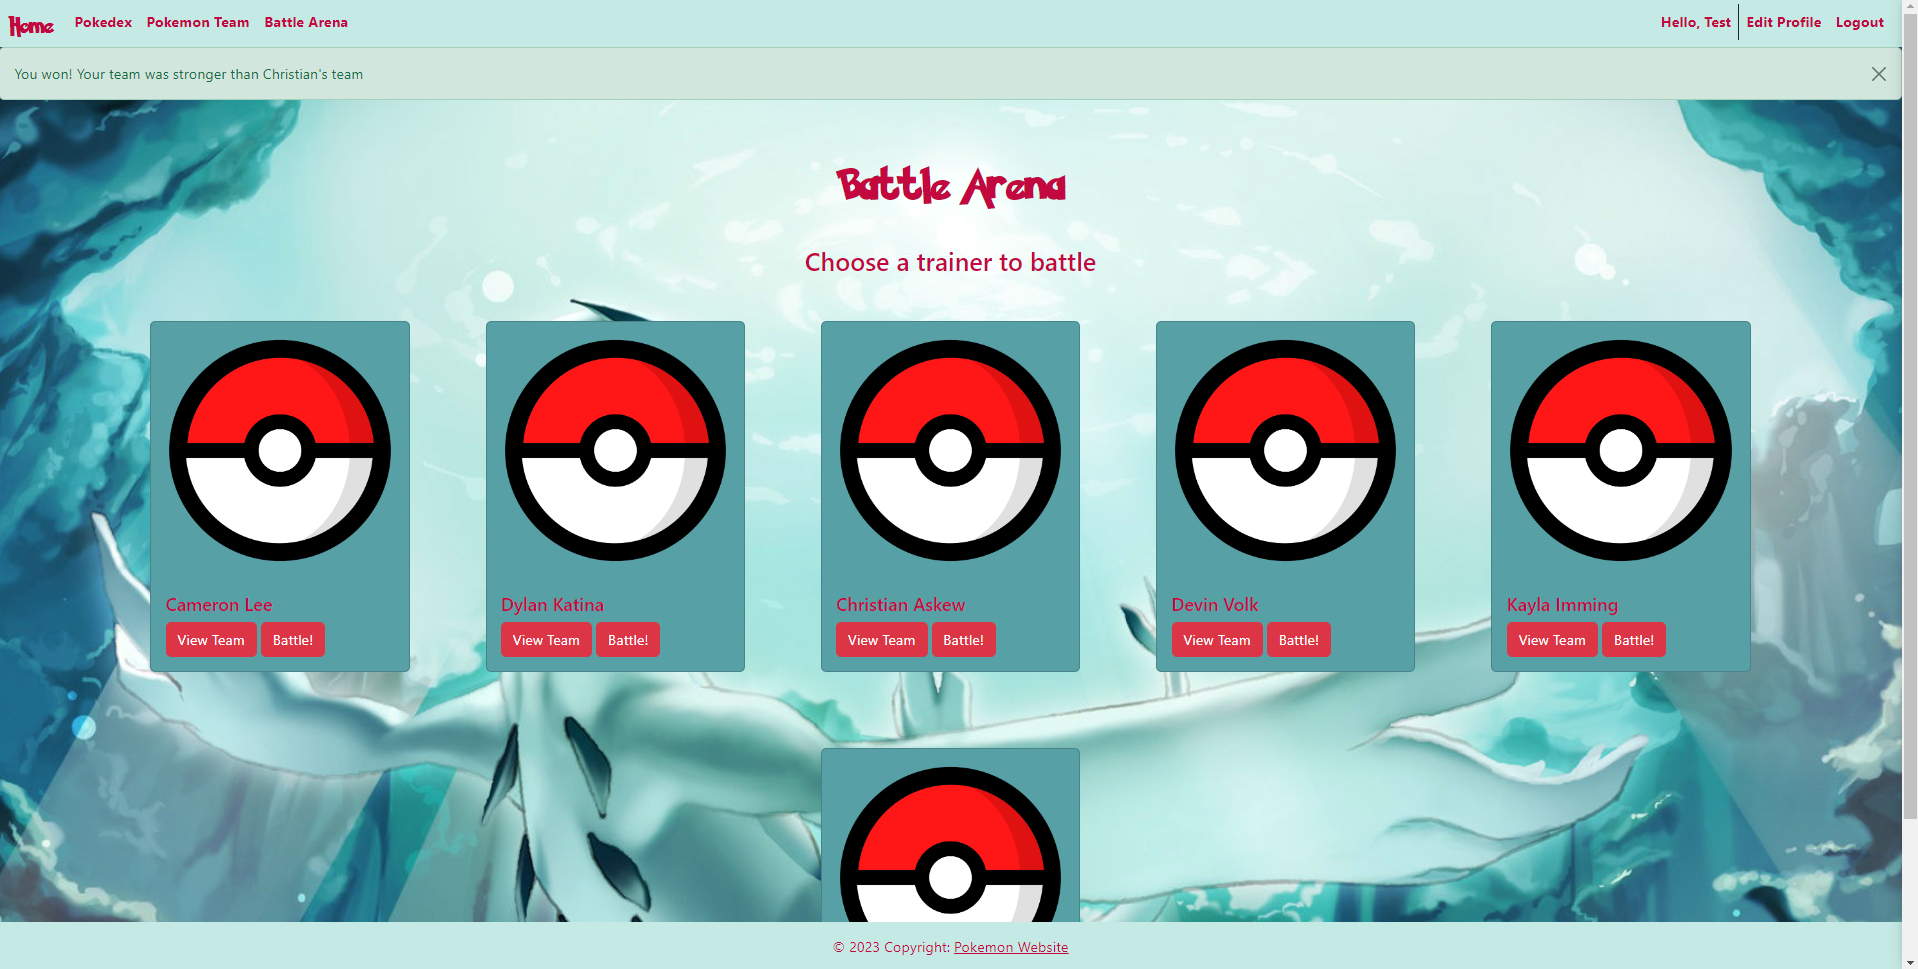 Home Pokedex Pokemon Team Battle Arena Hello, Test Edit Profile Logout
You won! Your team was stronger than Christian's team
Battle Arena
Choose a trainer to battle
Cameron Lee
View Team Battle!
Dylan Katina
View Team Battle!
Christian Askew
View Team Battle!
Devin Volk
View Team Battle!
Kayla Imming
View Team Battle!
© 2023 Copyright: Pokemon Website